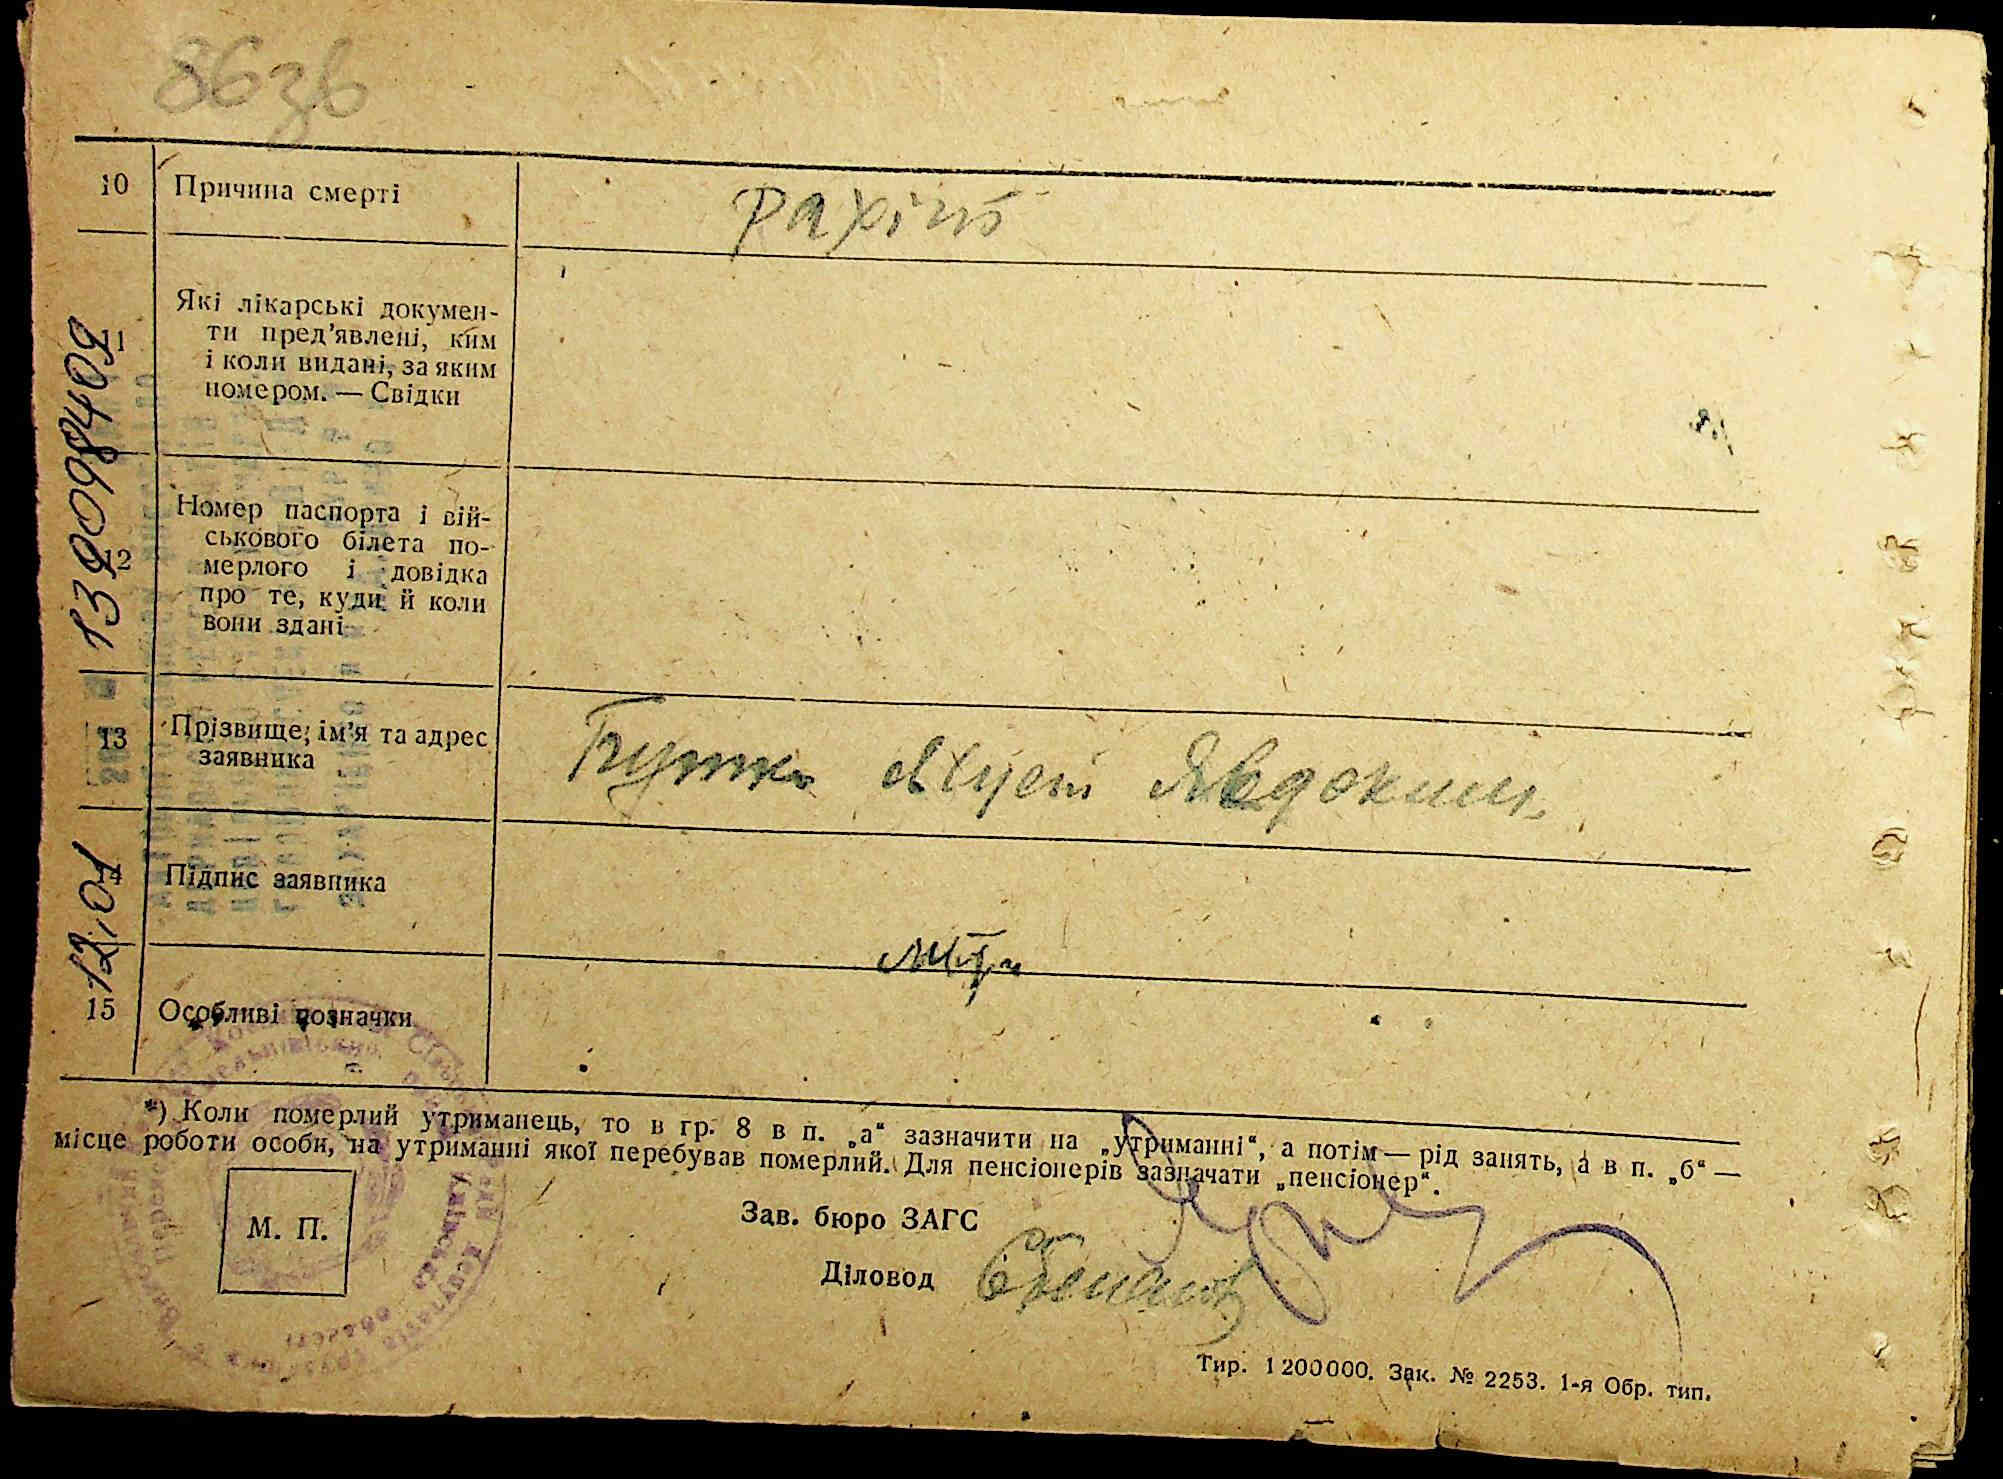 10 Причина смерті рахіт
11 Які лікарські докумен-
ти пред'явлені, ким
і коли видані, за яким
номером. — Свідки
12 Номер паспорта і вій-
ськового білета по-
мерлого і довідка
про те, куди й коли
вони здані
13 Прізвище, ім'я та адрес
заявника
14 Підпис заявника
15 Особливі позначки
*) Коли померлий утриманець, то в гр. 8 в п. „а“ зазначити на „утриманні“, а потім — рід занять, а в п. „б“ —
місце роботи особи, на утриманні якої перебував померлий. Для пенсіонерів зазначати „пенсіонер“.
М. П.
Зав. бюро ЗАГС
Діловод
Тир. 1200000. Зак. № 2253. 1-я Обр. тип.
12,01 1390098409